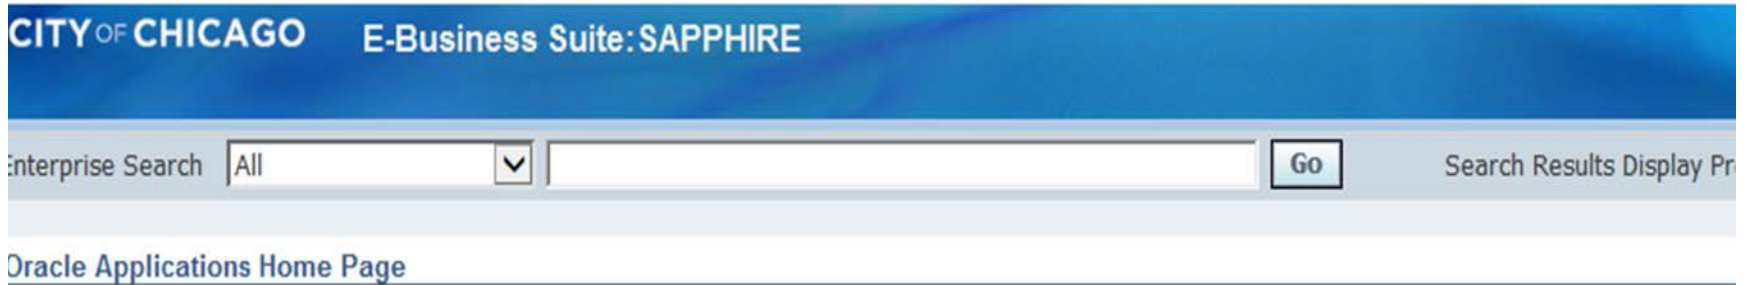 CITY OF CHICAGO E-Business Suite: SAPPHIRE
Enterprise Search All Go Search Results Display
Oracle Applications Home Page